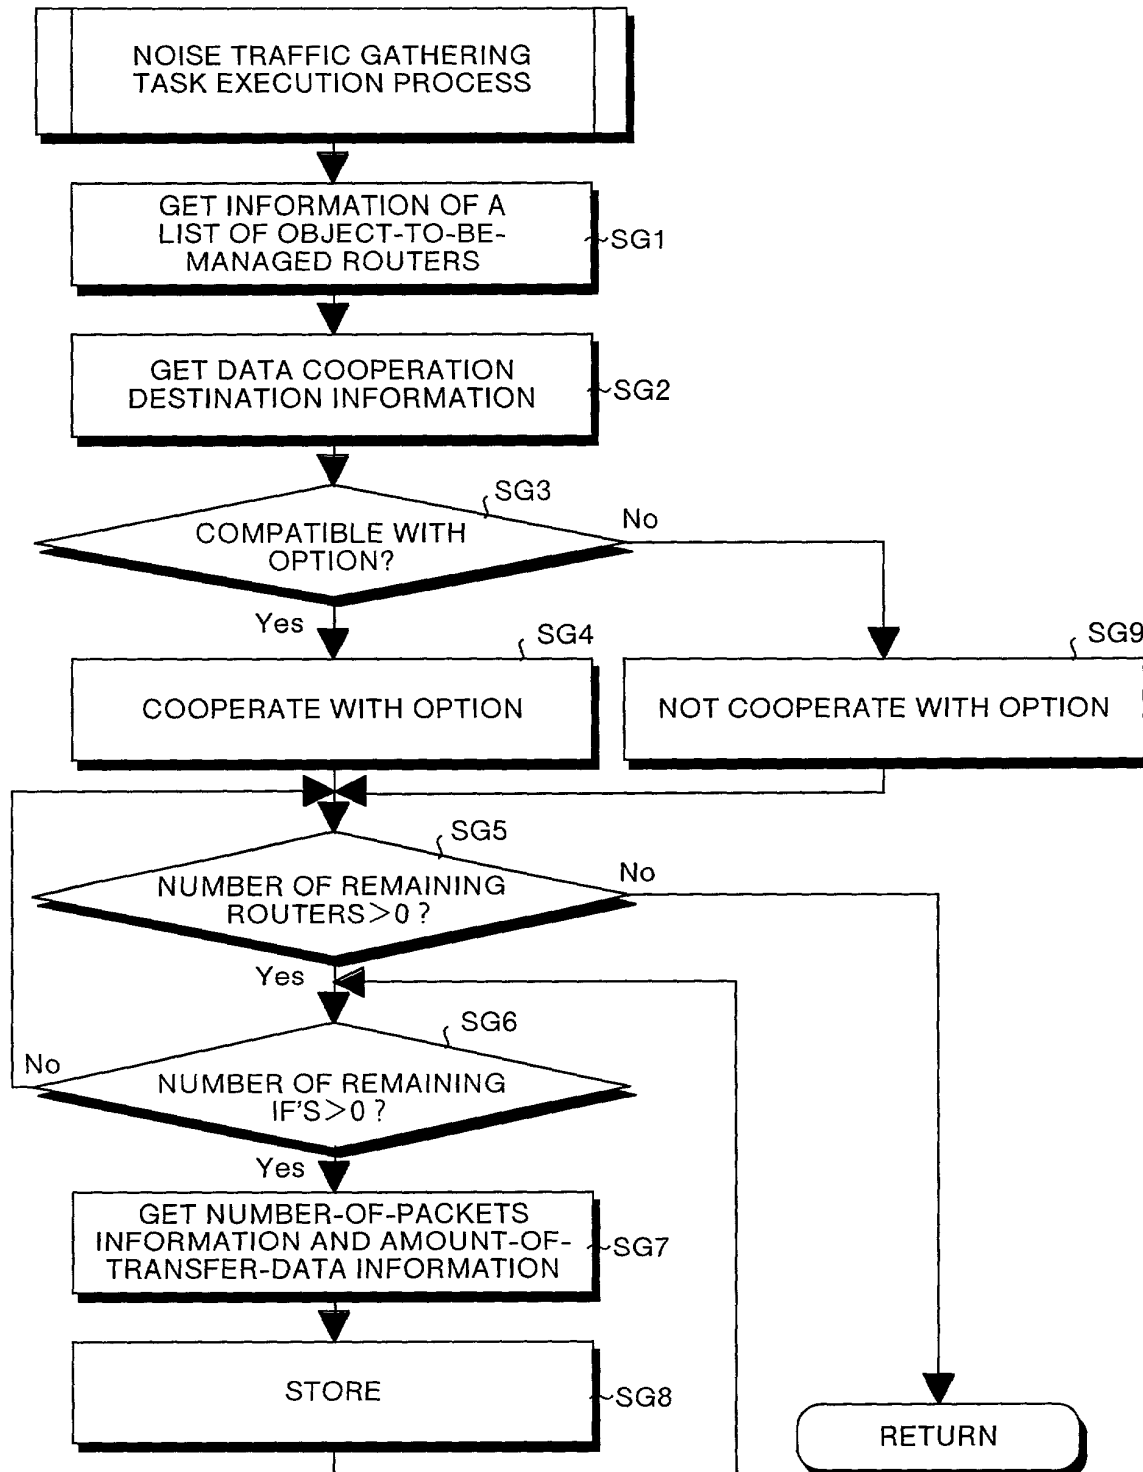 NOISE TRAFFIC GATHERING
TASK EXECUTION PROCESS
GET INFORMATION OF A
LIST OF OBJECT-TO-BE-
MANAGED ROUTERS
SG1
GET DATA COOPERATION
DESTINATION INFORMATION
SG2
SG3
COMPATIBLE WITH
OPTION?
No
Yes
SG4
COOPERATE WITH OPTION
SG9
NOT COOPERATE WITH OPTION
SG5
NUMBER OF REMAINING
ROUTERS>0 ?
No
Yes
SG6
NUMBER OF REMAINING
IF'S>0 ?
No
Yes
GET NUMBER-OF-PACKETS
INFORMATION AND AMOUNT-OF-
TRANSFER-DATA INFORMATION
SG7
STORE
SG8
RETURN